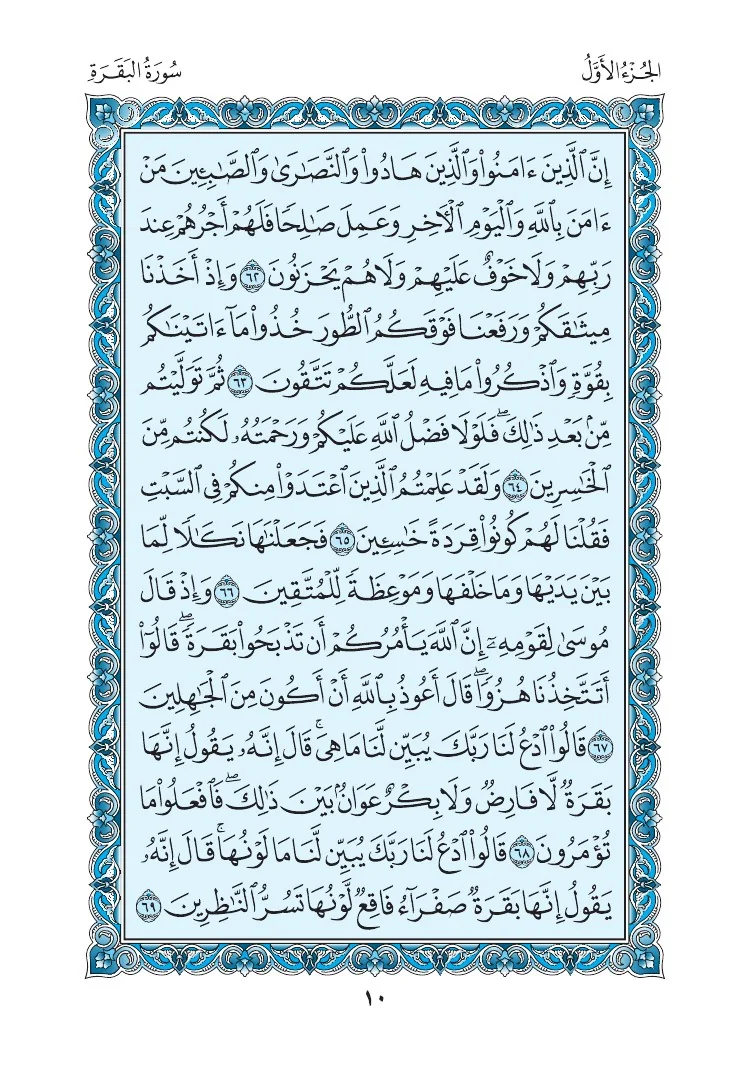 الجُزْءُ الأَوَّلُ
سُورَةُ البَقَرَةِ
إِنَّ ٱلَّذِينَ ءَامَنُوا۟ وَٱلَّذِينَ هَادُوا۟ وَٱلنَّصَـٰرَىٰ وَٱلصَّـٰبِـِٔينَ مَنْ
ءَامَنَ بِٱللَّهِ وَٱلْيَوْمِ ٱلْـَٔاخِرِ وَعَمِلَ صَـٰلِحًا فَلَهُمْ أَجْرُهُمْ عِندَ
رَبِّهِمْ وَلَا خَوْفٌ عَلَيْهِمْ وَلَا هُمْ يَحْزَنُونَ ٦٢ وَإِذْ أَخَذْنَا
مِيثَـٰقَكُمْ وَرَفَعْنَا فَوْقَكُمُ ٱلطُّورَ خُذُوا۟ مَآ ءَاتَيْنَـٰكُم
بِقُوَّةٍ وَٱذْكُرُوا۟ مَا فِيهِ لَعَلَّكُمْ تَتَّقُونَ ٦٣ ثُمَّ تَوَلَّيْتُم
مِّنۢ بَعْدِ ذَٰلِكَ ۖ فَلَوْلَا فَضْلُ ٱللَّهِ عَلَيْكُمْ وَرَحْمَتُهُۥ لَكُنتُم مِّنَ
ٱلْخَـٰسِرِينَ ٦٤ وَلَقَدْ عَلِمْتُمُ ٱلَّذِينَ ٱعْتَدَوْا۟ مِنكُمْ فِى ٱلسَّبْتِ
فَقُلْنَا لَهُمْ كُونُوا۟ قِرَدَةً خَـٰسِـِٔينَ ٦٥ فَجَعَلْنَـٰهَا نَكَـٰلًا لِّمَا
بَيْنَ يَدَيْهَا وَمَا خَلْفَهَا وَمَوْعِظَةً لِّلْمُتَّقِينَ ٦٦ وَإِذْ قَالَ
مُوسَىٰ لِقَوْمِهِۦٓ إِنَّ ٱللَّهَ يَأْمُرُكُمْ أَن تَذْبَحُوا۟ بَقَرَةً ۖ قَالُوٓا۟
أَتَتَّخِذُنَا هُزُوًا ۖ قَالَ أَعُوذُ بِٱللَّهِ أَنْ أَكُونَ مِنَ ٱلْجَـٰهِلِينَ
٦٧ قَالُوا۟ ٱدْعُ لَنَا رَبَّكَ يُبَيِّن لَّنَا مَا هِىَ ۚ قَالَ إِنَّهُۥ يَقُولُ إِنَّهَا
بَقَرَةٌ لَّا فَارِضٌ وَلَا بِكْرٌ عَوَانٌۢ بَيْنَ ذَٰلِكَ ۖ فَٱفْعَلُوا۟ مَا
تُؤْمَرُونَ ٦٨ قَالُوا۟ ٱدْعُ لَنَا رَبَّكَ يُبَيِّن لَّنَا مَا لَوْنُهَا ۚ قَالَ إِنَّهُۥ
يَقُولُ إِنَّهَا بَقَرَةٌ صَفْرَآءُ فَاقِعٌ لَّوْنُهَا تَسُرُّ ٱلنَّـٰظِرِينَ ٦٩
١٠